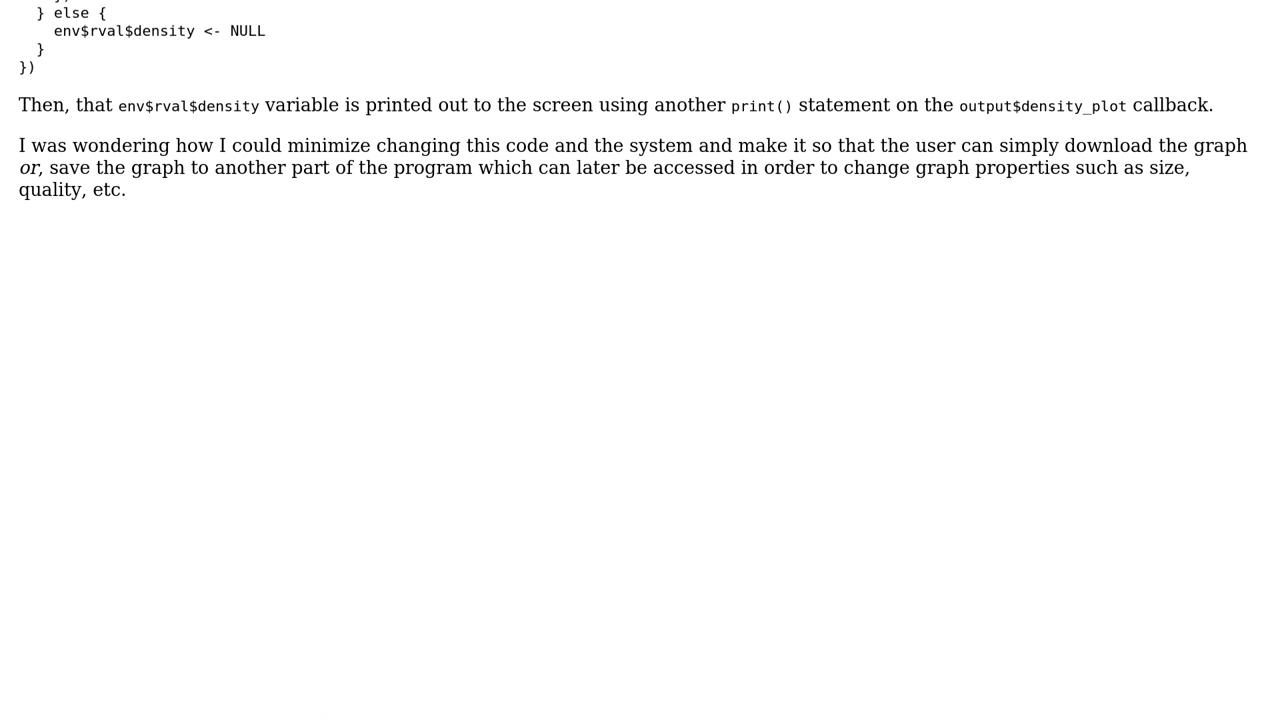 } else {
env$rval$density <- NULL
}
})
Then, that env$rval$density variable is printed out to the screen using another print() statement on the output$density_plot callback.
I was wondering how I could minimize changing this code and the system and make it so that the user can simply download the graph
or, save the graph to another part of the program which can later be accessed in order to change graph properties such as size,
quality, etc.